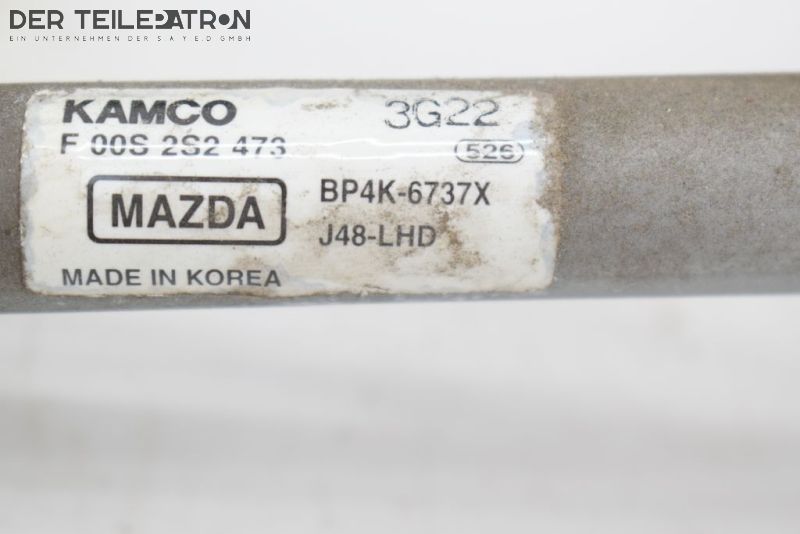 DER TEILEPATRON
EIN UNTERNEHMEN DER S A Y E.D GMBH
KAMCO 3G22
F 00S 2S2 473 526
MAZDA BP4K-6737X
J48-LHD
MADE IN KOREA